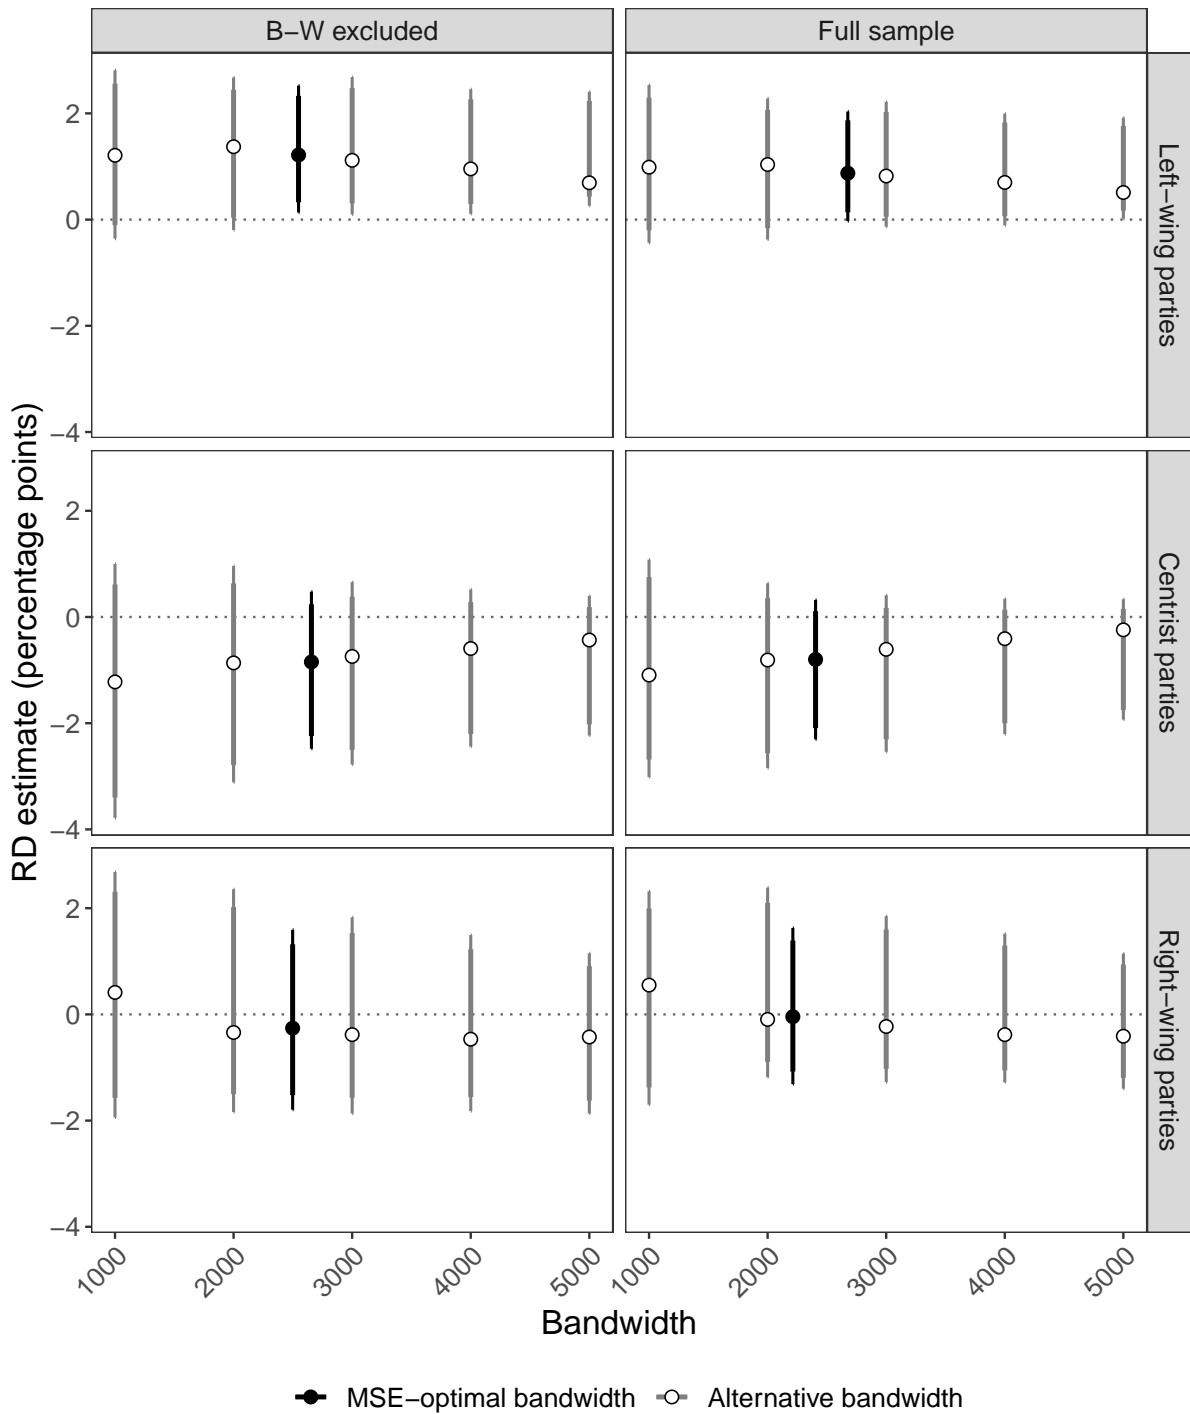 B−W excluded
Full sample
2
0
−2
−4
Left−wing parties
2
0
−2
−4
Centrist parties
2
0
−2
−4
Right−wing parties
RD estimate (percentage points)
1000
2000
3000
4000
5000
1000
2000
3000
4000
5000
Bandwidth
MSE−optimal bandwidth
Alternative bandwidth